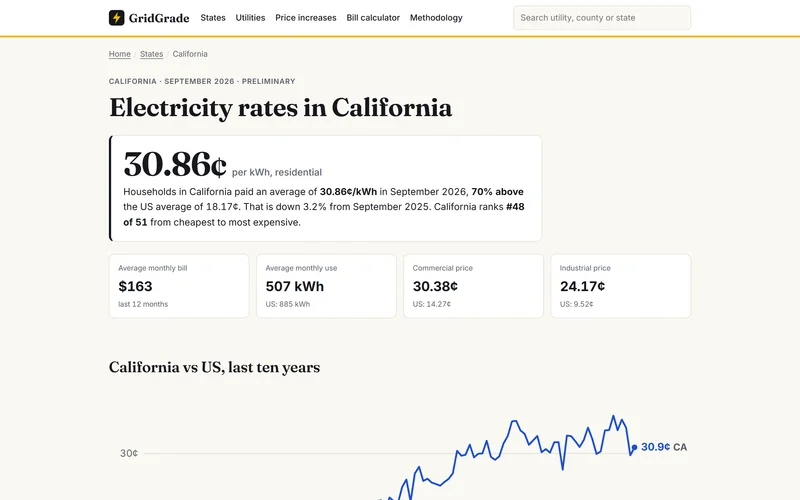 GridGrade States Utilities Price increases Bill calculator Methodology Search utility, county or state
Home / States / California
CALIFORNIA · SEPTEMBER 2026 · PRELIMINARY
Electricity rates in California
30.86¢ per kWh, residential
Households in California paid an average of 30.86¢/kWh in September 2026, 70% above
the US average of 18.17¢. That is down 3.2% from September 2025. California ranks #48
of 51 from cheapest to most expensive.
Average monthly bill
$163
last 12 months
Average monthly use
507 kWh
US: 885 kWh
Commercial price
30.38¢
US: 14.27¢
Industrial price
24.17¢
US: 9.52¢
California vs US, last ten years
30¢
30.9¢ CA